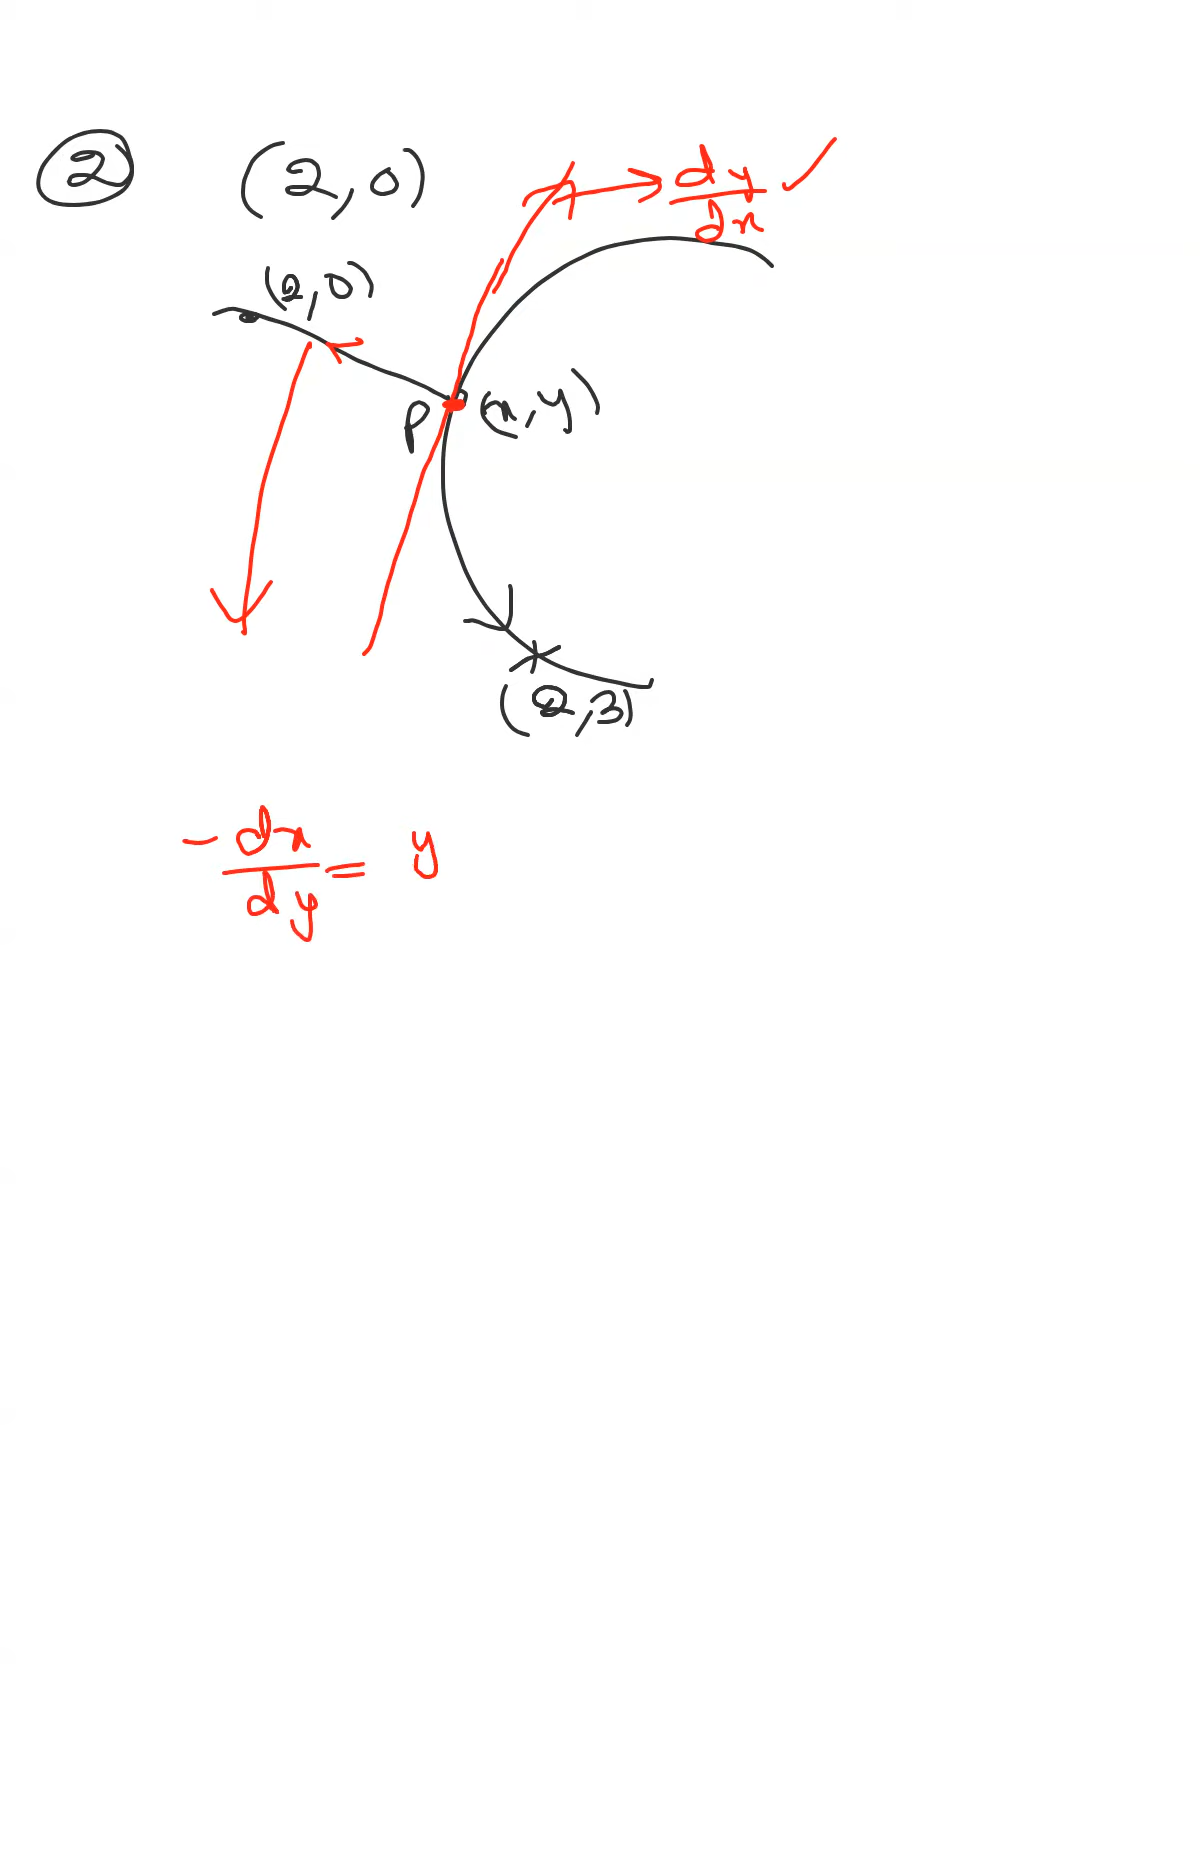 ② (2,0)
dy/dx ✓
(2,0)
P (x,y)
(2,3)
-dx/dy = y